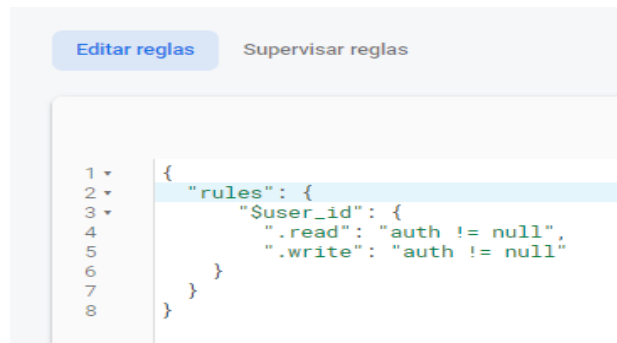 Editar reglas Supervisar reglas
1 {
2 "rules": {
3 "$user_id": {
4 ".read": "auth != null",
5 ".write": "auth != null"
6 }
7 }
8 }